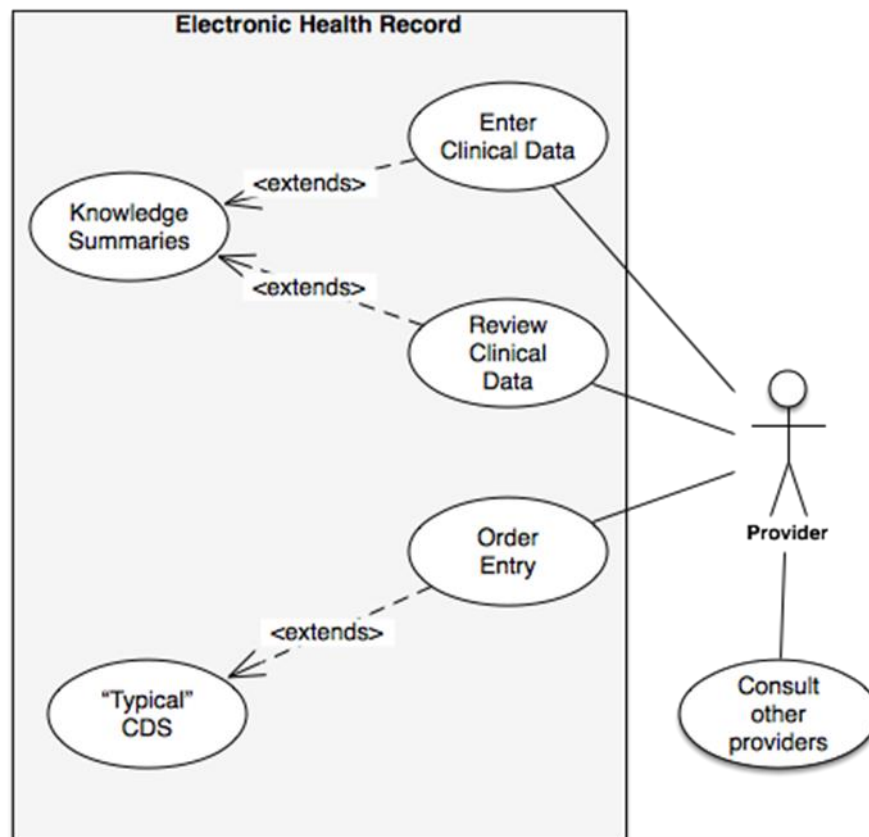 Electronic Health Record
Enter
Clinical Data
<extends>
Knowledge
Summaries
<extends>
Review
Clinical
Data
Order
Entry
Provider
<extends>
"Typical"
CDS
Consult
other
providers